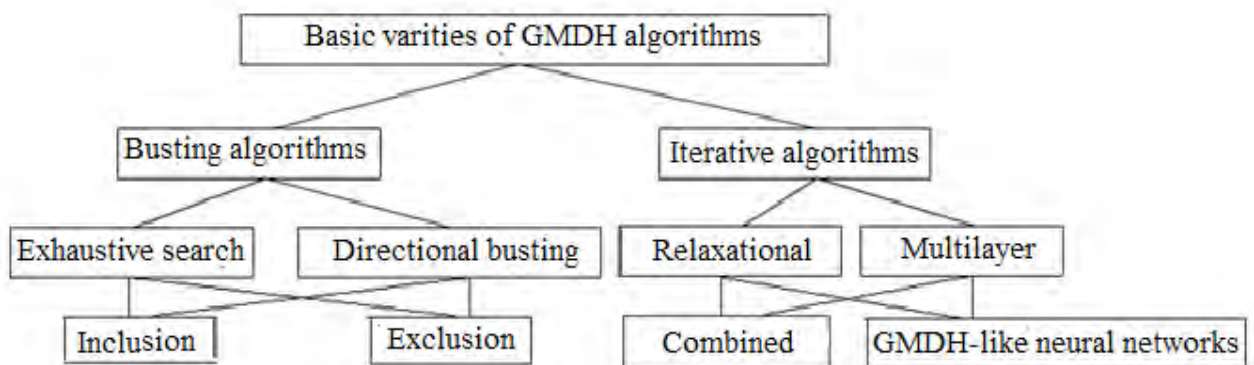 Basic varities of GMDH algorithms
Busting algorithms
Iterative algorithms
Exhaustive search
Directional busting
Relaxational
Multilayer
Inclusion
Exclusion
Combined
GMDH-like neural networks